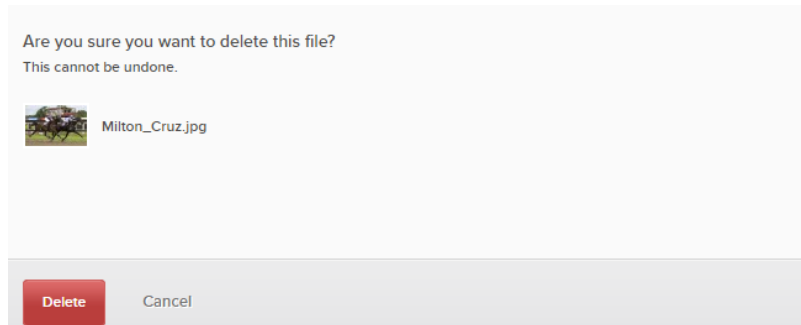 Are you sure you want to delete this file?
This cannot be undone.
Milton_Cruz.jpg
Delete Cancel